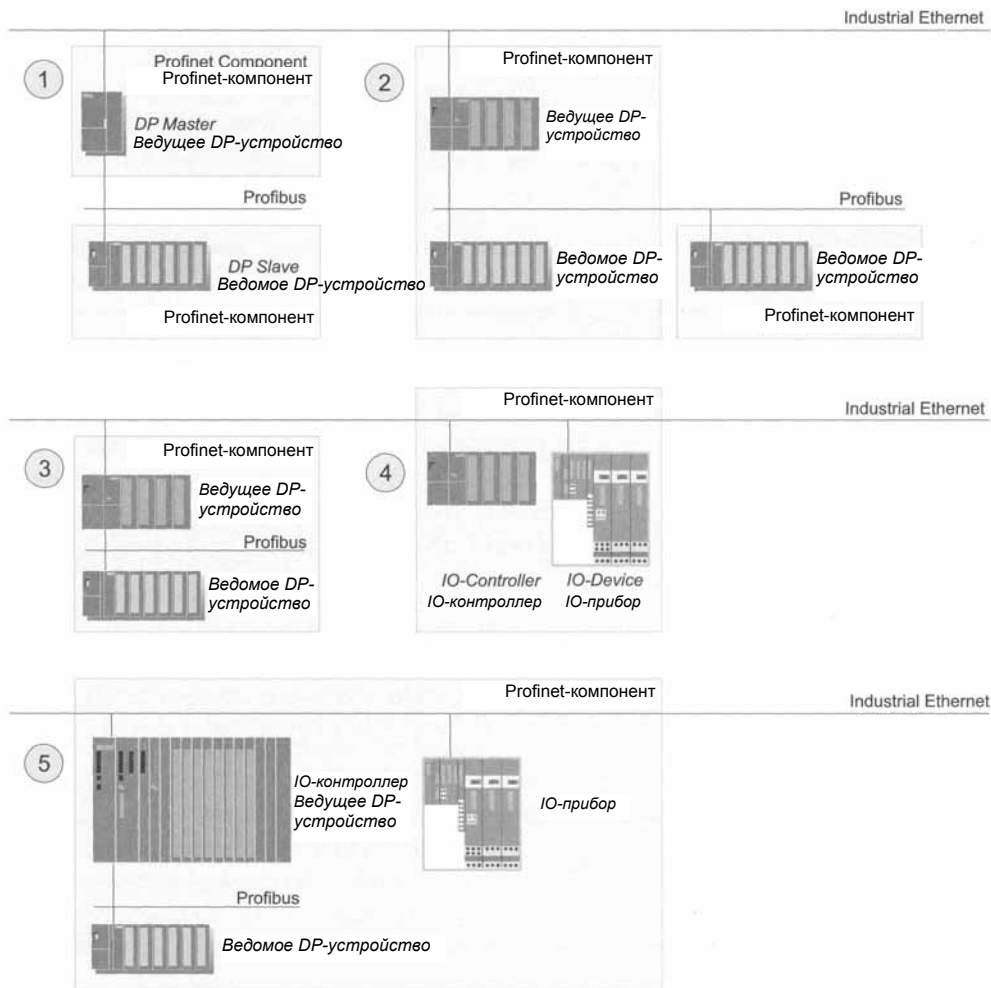 Industrial Ethernet
1
Profinet Component
Profinet-компонент
DP Master
Ведущее DP-устройство
Profibus
DP Slave
Ведомое DP-устройство
Profinet-компонент
2
Profinet-компонент
Ведущее DP-
устройство
Profibus
Ведомое DP-
устройство
Ведомое DP-
устройство
Profinet-компонент
Profinet-компонент
Industrial Ethernet
3
Profinet-компонент
Ведущее DP-
устройство
Profibus
Ведомое DP-
устройство
4
IO-Controller
IO-контроллер
IO-Device
IO-прибор
Profinet-компонент
Industrial Ethernet
5
IO-контроллер
Ведущее DP-
устройство
IO-прибор
Profibus
Ведомое DP-устройство